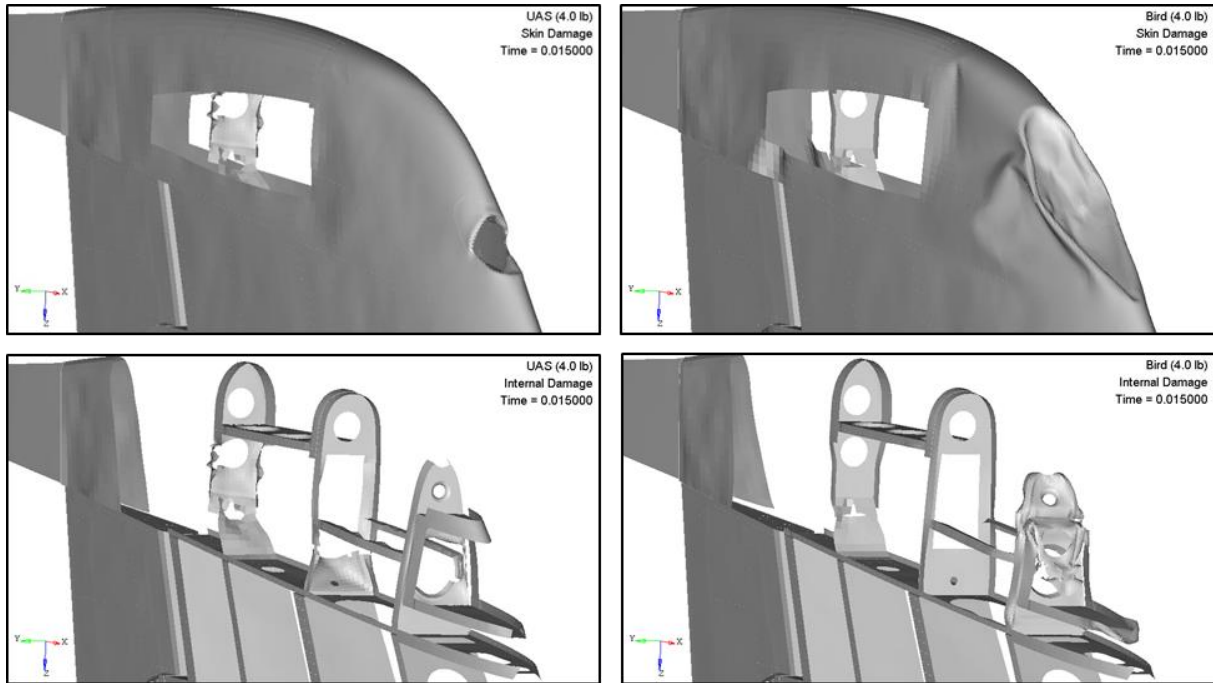 UAS (4.0 lb)
Skin Damage
Time = 0.015000
Y
X
Z
Bird (4.0 lb)
Skin Damage
Time = 0.015000
Y
X
Z
UAS (4.0 lb)
Internal Damage
Time = 0.015000
Y
X
Z
Bird (4.0 lb)
Internal Damage
Time = 0.015000
Y
X
Z